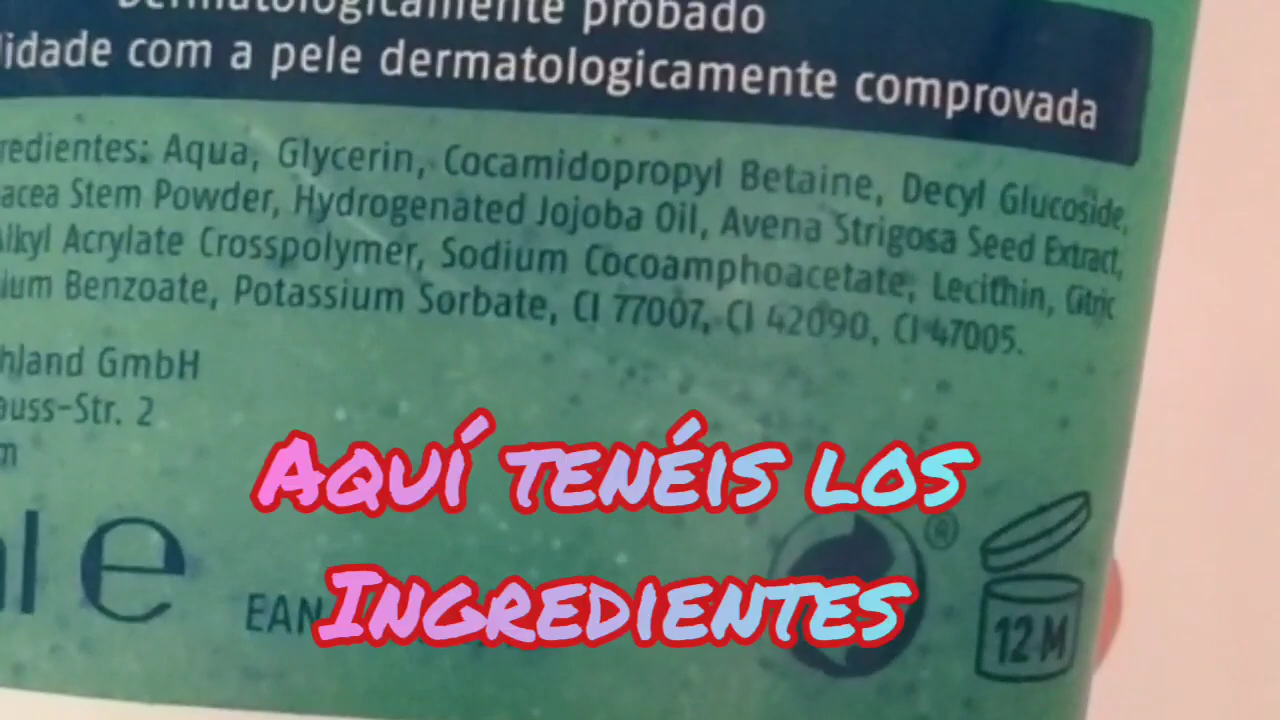 Dermatologicamente probado
lidade com a pele dermatologicamente comprovada
redientes: Aqua, Glycerin, Cocamidopropyl Betaine, Decyl Glucoside,
acea Stem Powder, Hydrogenated Jojoba Oil, Avena Strigosa Seed Extract,
Alkyl Acrylate Crosspolymer, Sodium Cocoamphoacetate, Lecithin, Citric
ium Benzoate, Potassium Sorbate, CI 77007, CI 42090, CI 47005.
hland GmbH
auss-Str. 2
m
l e
Aquí tenéis los
Ingredientes
EAN
®
12 M